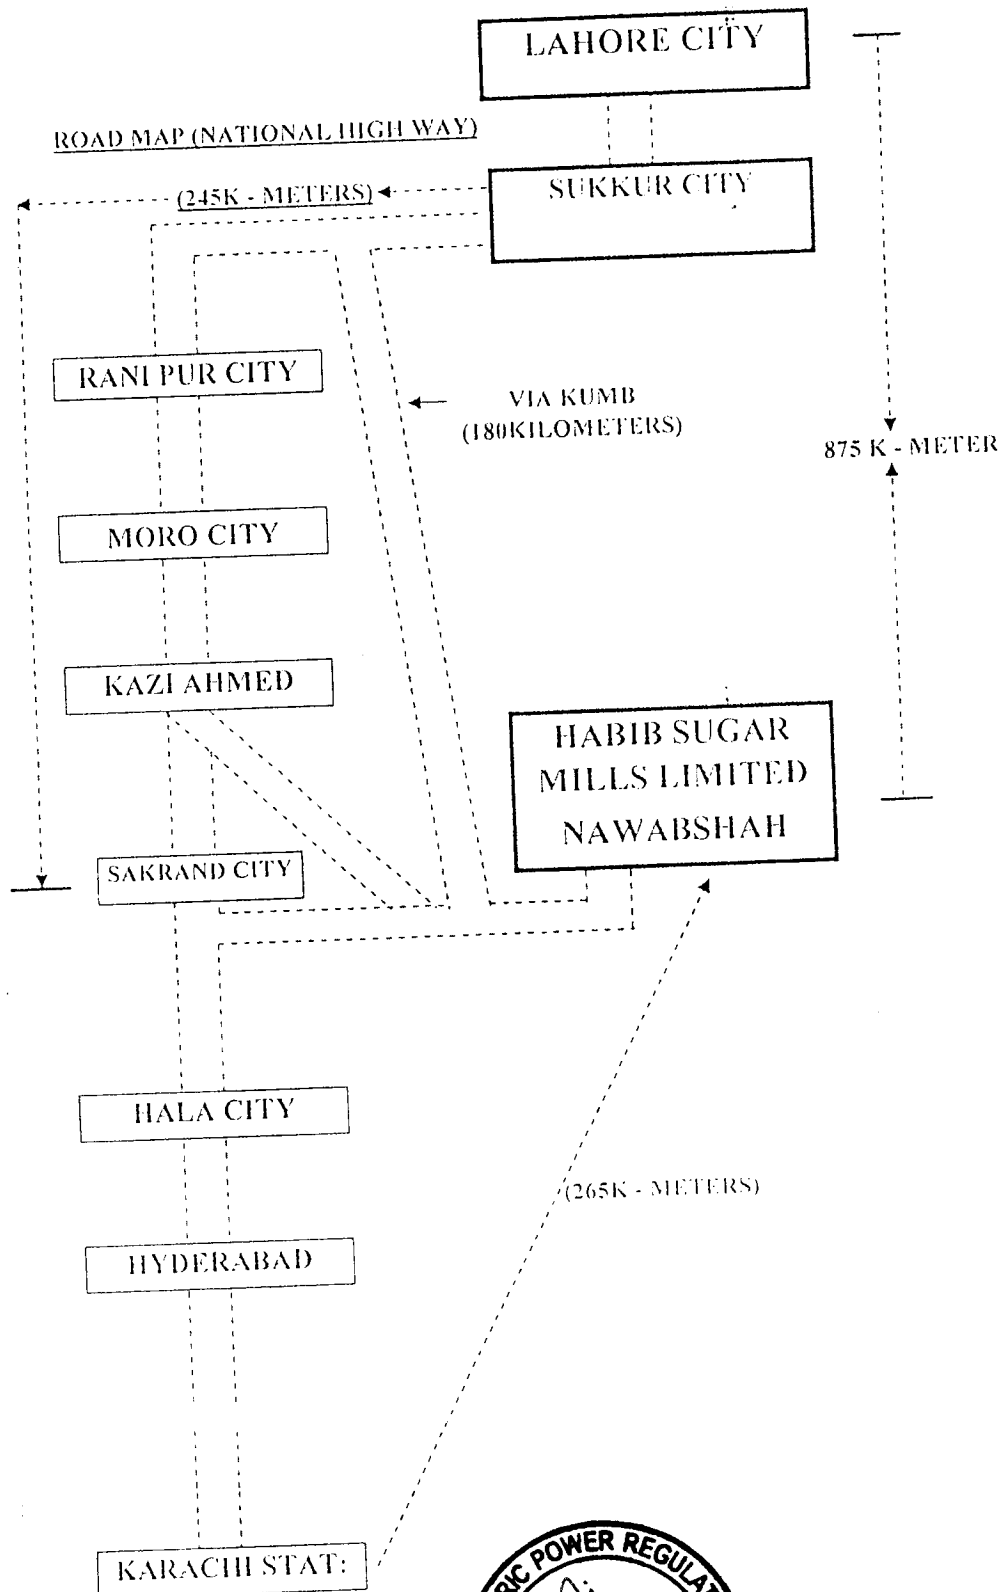 LAHORE CITY
ROAD MAP (NATIONAL HIGH WAY)
(245K - METERS)
SUKKUR CITY
RANI PUR CITY
VIA KUMB
(180KILOMETERS)
875 K - METER
MORO CITY
KAZI AHMED
HABIB SUGAR
MILLS LIMITED
NAWABSHAH
SAKRAND CITY
HALA CITY
(265K - METERS)
HYDERABAD
KARACHI STAT:
POWER